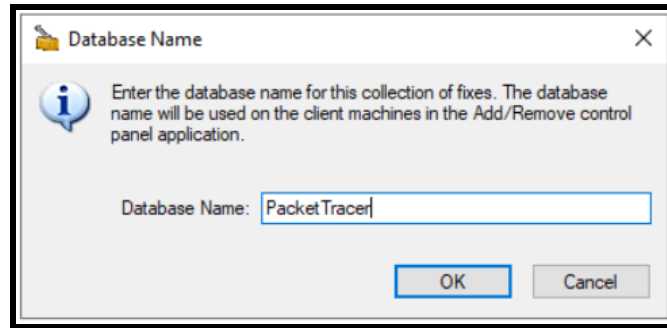 Database Name
Enter the database name for this collection of fixes. The database
name will be used on the client machines in the Add/Remove control
panel application.
Database Name: PacketTracer
OK Cancel